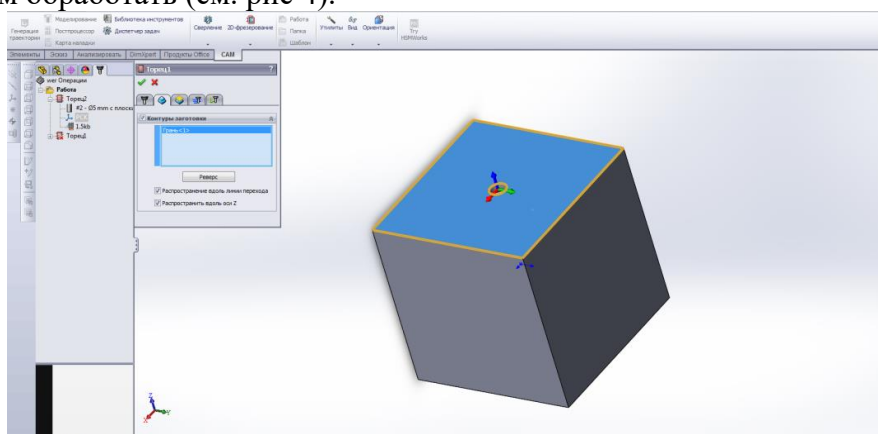 м обработать (см. рис 4).
Моделирование Библиотека инструментов Работа
Генерация траектории Постпроцессор Диспетчер задач Сверление 2D-фрезерование Папка Утилиты Вид Ориентация Try HSMWorks
Карта наладки Шаблон
Элементы Эскиз Анализировать DimXpert Продукты Office CAM
Торец1 ?
Операции
Работа
Торец2
#2 - Ø5 mm с плоск
1.5kb
Торец1
Контуры заготовки
Грань<1>
Реверс
Распространение вдоль линии перехода
Распространить вдоль оси Z
Z
Y
X